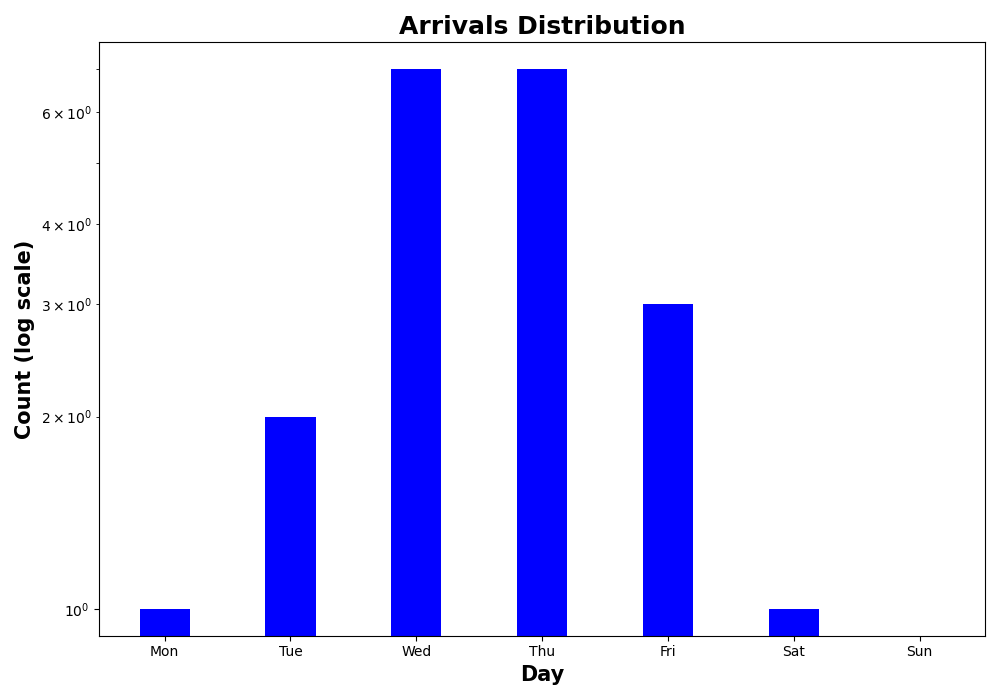 Arrivals Distribution
Count (log scale)
6 × 10⁰
4 × 10⁰
3 × 10⁰
2 × 10⁰
10⁰
Mon Tue Wed Thu Fri Sat Sun
Day